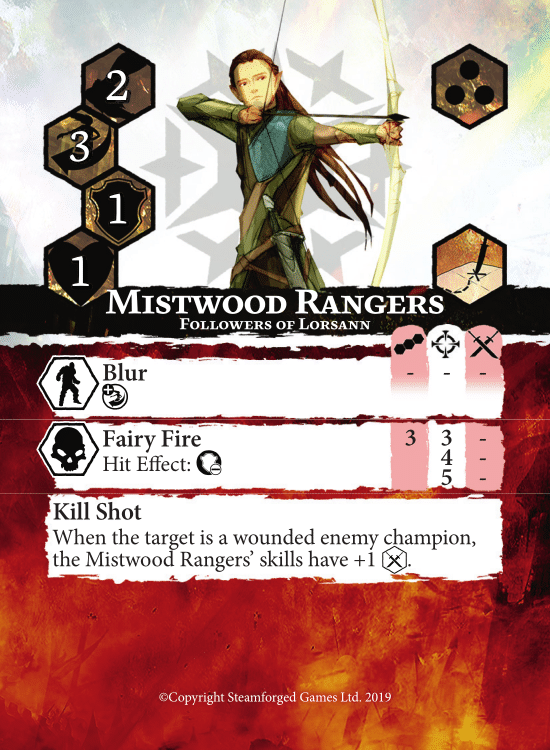 2
3
1
1
Mistwood Rangers
Followers of Lorsann
Blur
- - -
Fairy Fire
3 3 -
Hit Effect:
4 -
5 -
Kill Shot
When the target is a wounded enemy champion,
the Mistwood Rangers’ skills have +1 .
©Copyright Steamforged Games Ltd. 2019